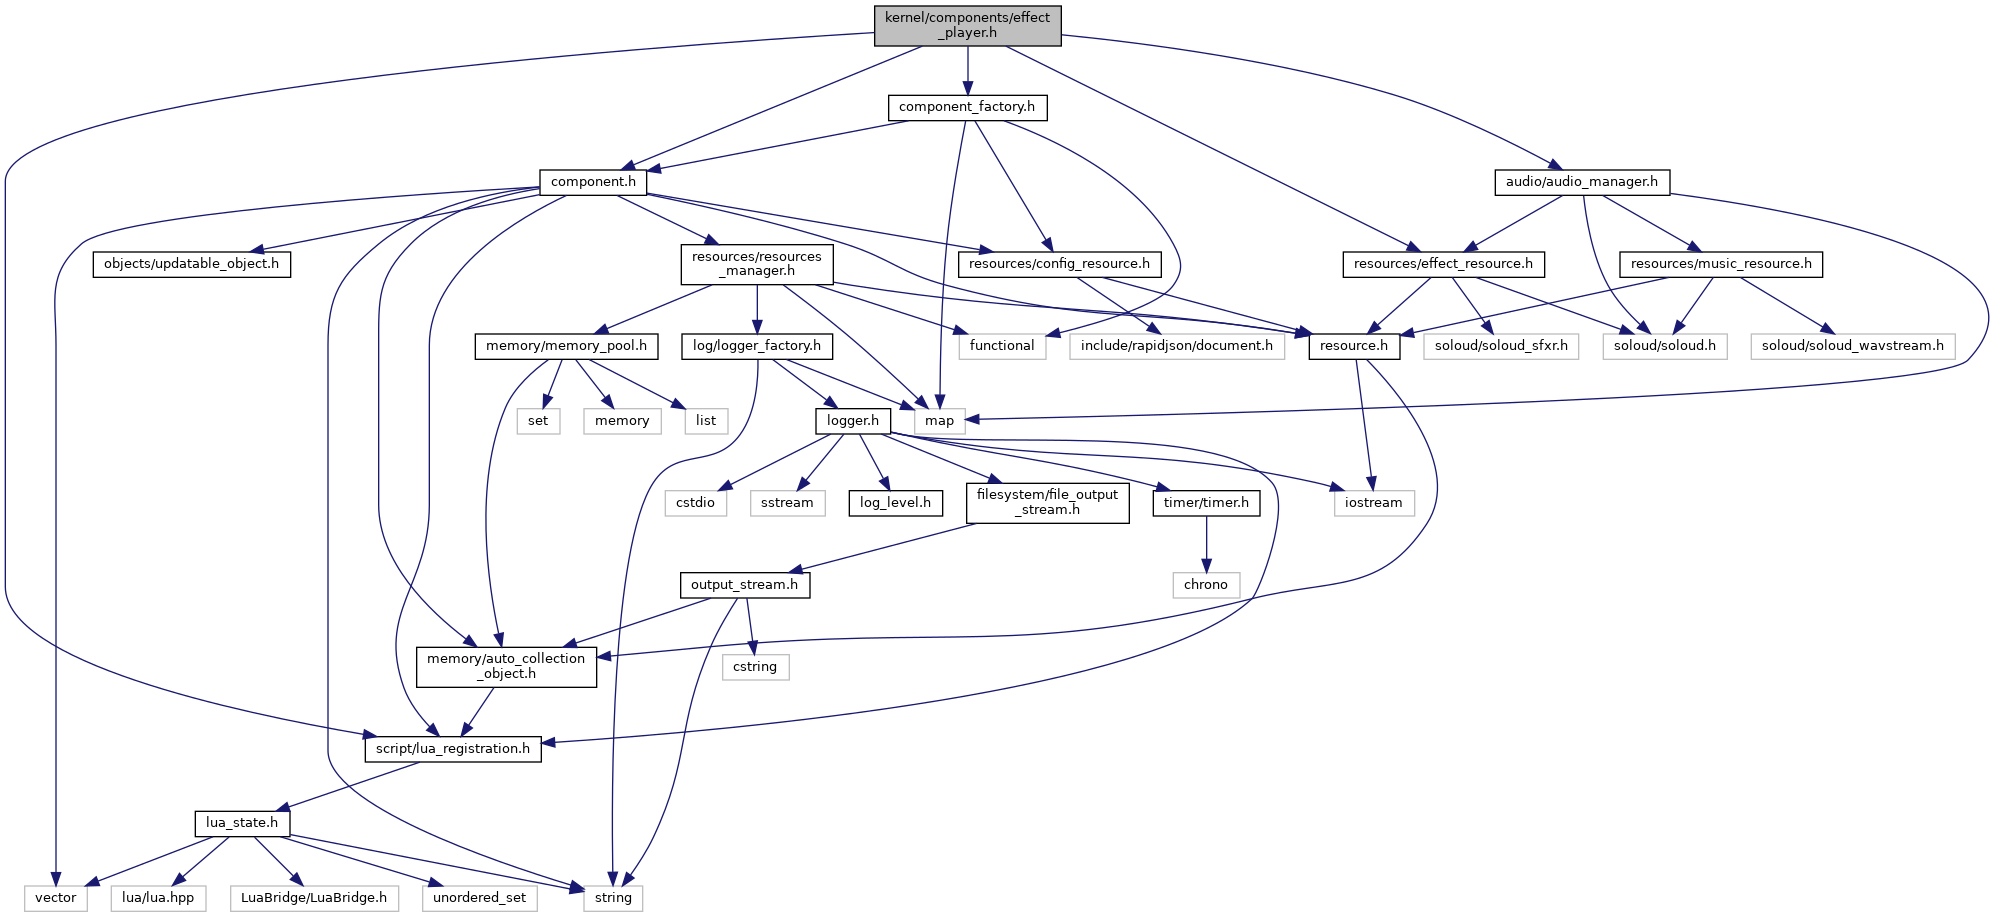 kernel/components/effect
_player.h
component_factory.h
component.h
audio/audio_manager.h
objects/updatable_object.h
resources/resources
_manager.h
resources/config_resource.h
resources/effect_resource.h
resources/music_resource.h
memory/memory_pool.h
log/logger_factory.h
functional
include/rapidjson/document.h
resource.h
soloud/soloud_sfxr.h
soloud/soloud.h
soloud/soloud_wavstream.h
set
memory
list
logger.h
map
cstdio
sstream
log_level.h
filesystem/file_output
_stream.h
timer/timer.h
iostream
output_stream.h
chrono
memory/auto_collection
_object.h
cstring
script/lua_registration.h
lua_state.h
vector
lua/lua.hpp
LuaBridge/LuaBridge.h
unordered_set
string